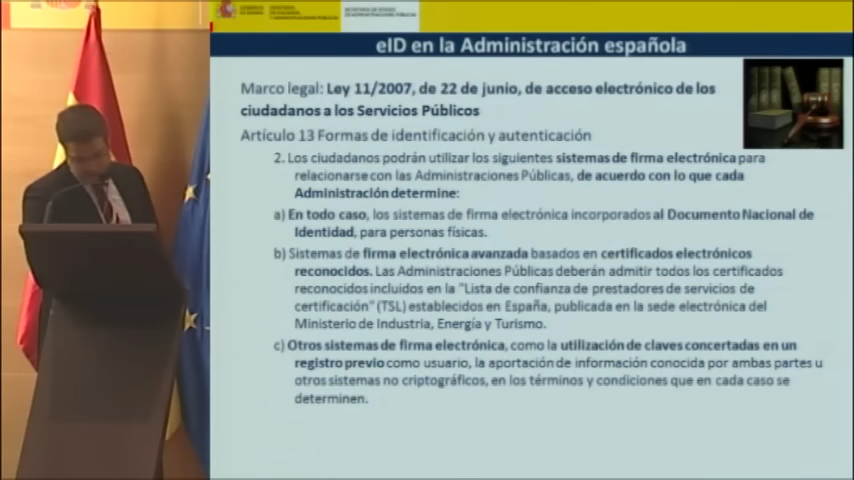 eID en la Administración española
Marco legal: Ley 11/2007, de 22 de junio, de acceso electrónico de los
ciudadanos a los Servicios Públicos
Artículo 13 Formas de identificación y autenticación
2. Los ciudadanos podrán utilizar los siguientes sistemas de firma electrónica para
relacionarse con las Administraciones Públicas, de acuerdo con lo que cada
Administración determine:
a) En todo caso, los sistemas de firma electrónica incorporados al Documento Nacional de
Identidad, para personas físicas.
b) Sistemas de firma electrónica avanzada basados en certificados electrónicos
reconocidos. Las Administraciones Públicas deberán admitir todos los certificados
reconocidos incluidos en la "Lista de confianza de prestadores de servicios de
certificación" (TSL) establecidos en España, publicada en la sede electrónica del
Ministerio de Industria, Energía y Turismo.
c) Otros sistemas de firma electrónica, como la utilización de claves concertadas en un
registro previo como usuario, la aportación de información conocida por ambas partes u
otros sistemas no criptográficos, en los términos y condiciones que en cada caso se
determinen.